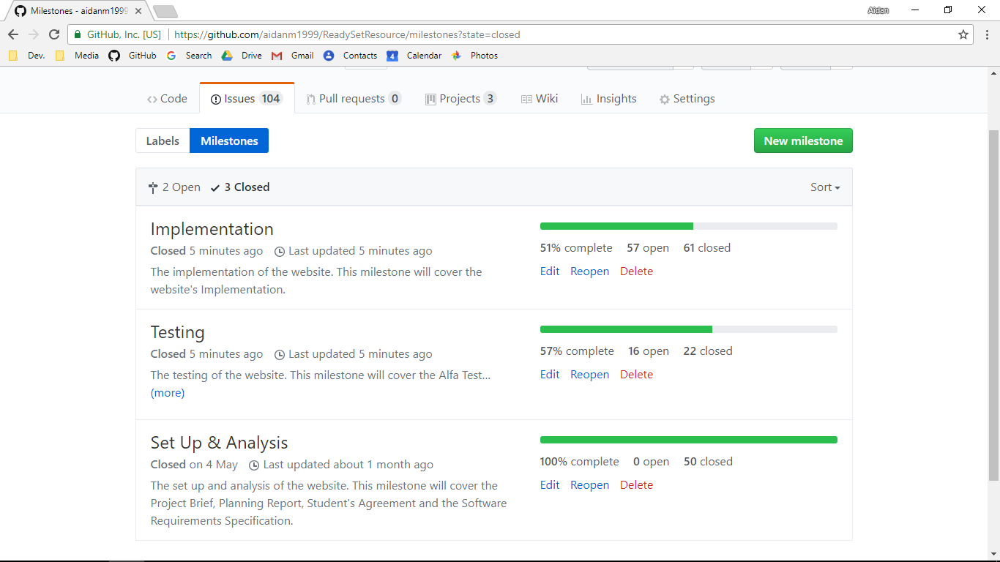 Milestones - aidanm1999
Aidan
GitHub, Inc. [US] https://github.com/aidanm1999/ReadySetResource/milestones?state=closed
Dev. Media GitHub Search Drive Gmail Contacts 4 Calendar Photos
Code Issues 104 Pull requests 0 Projects 3 Wiki Insights Settings
Labels Milestones New milestone
2 Open 3 Closed Sort
Implementation
Closed 5 minutes ago Last updated 5 minutes ago
The implementation of the website. This milestone will cover the
website's Implementation.
51% complete 57 open 61 closed
Edit Reopen Delete
Testing
Closed 5 minutes ago Last updated 5 minutes ago
The testing of the website. This milestone will cover the Alfa Test...
(more)
57% complete 16 open 22 closed
Edit Reopen Delete
Set Up & Analysis
Closed on 4 May Last updated about 1 month ago
The set up and analysis of the website. This milestone will cover the
Project Brief, Planning Report, Student's Agreement and the Software
Requirements Specification.
100% complete 0 open 50 closed
Edit Reopen Delete